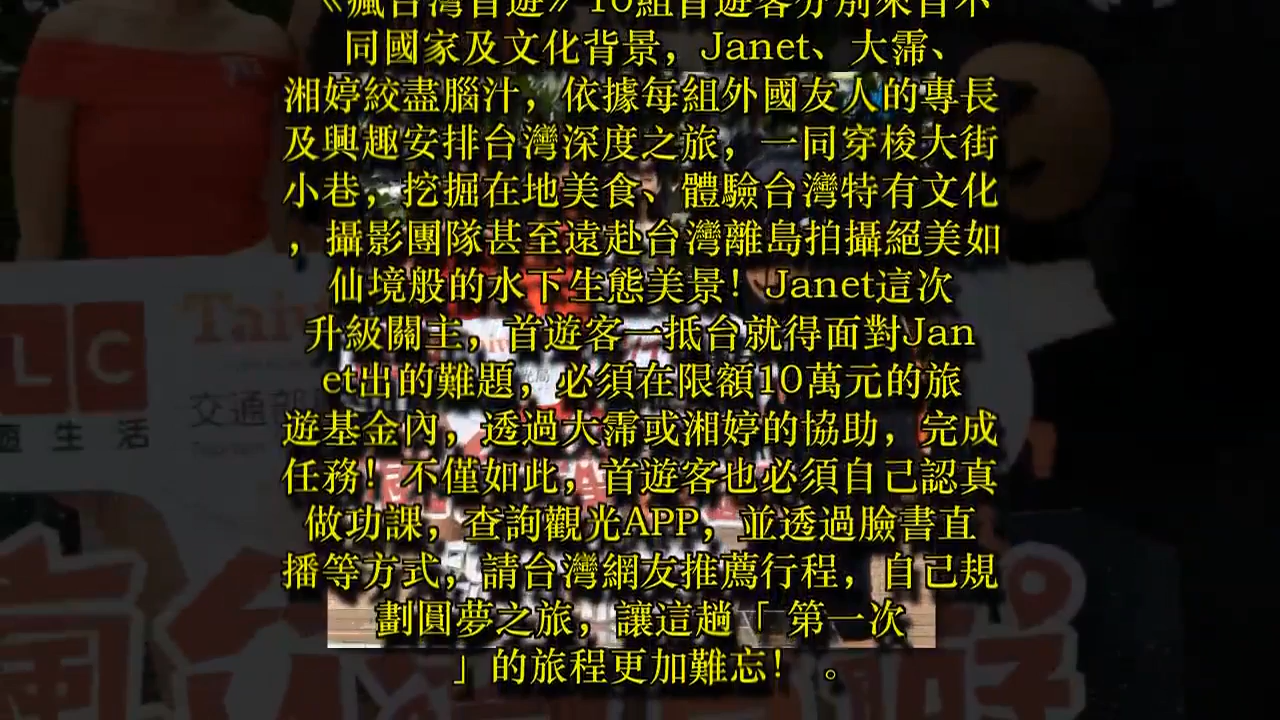 《瘋台灣首遊》10組首遊客分別來自不
同國家及文化背景，Janet、大霈、
湘婷絞盡腦汁，依據每組外國友人的專長
及興趣安排台灣深度之旅，一同穿梭大街
小巷，挖掘在地美食、體驗台灣特有文化
，攝影團隊甚至遠赴台灣離島拍攝絕美如
仙境般的水下生態美景！Janet這次
升級關主，首遊客一抵台就得面對Jan
et出的難題，必須在限額10萬元的旅
遊基金內，透過大霈或湘婷的協助，完成
任務！不僅如此，首遊客也必須自己認真
做功課，查詢觀光APP，並透過臉書直
播等方式，請台灣網友推薦行程，自己規
劃圓夢之旅，讓這趟「 第一次
」的旅程更加難忘！ 。
LC
交通部
生活